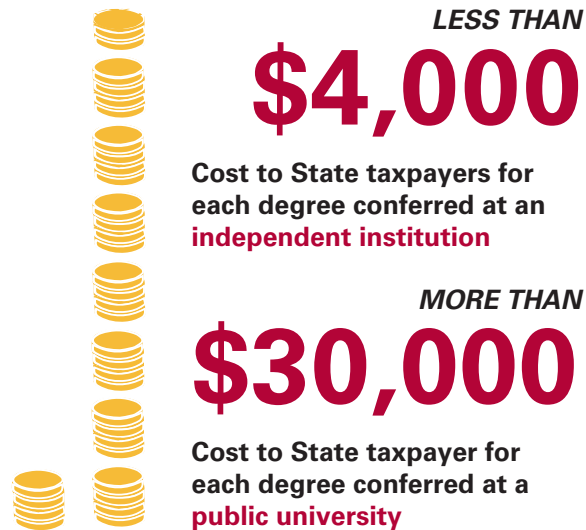 LESS THAN
$4,000
Cost to State taxpayers for
each degree conferred at an
independent institution
MORE THAN
$30,000
Cost to State taxpayer for
each degree conferred at a
public university